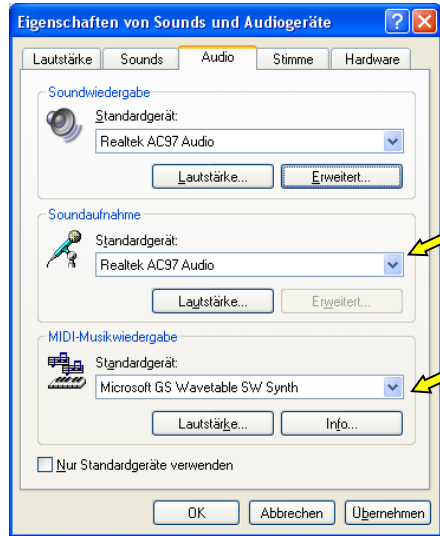 Eigenschaften von Sounds und Audiogeräte
Lautstärke Sounds Audio Stimme Hardware
Soundwiedergabe
Standardgerät:
Realtek AC97 Audio
Lautstärke... Erweitert...
Soundaufnahme
Standardgerät:
Realtek AC97 Audio
Lautstärke... Erweitert...
MIDI-Musikwiedergabe
Standardgerät:
Microsoft GS Wavetable SW Synth
Lautstärke... Info...
Nur Standardgeräte verwenden
OK Abbrechen Übernehmen